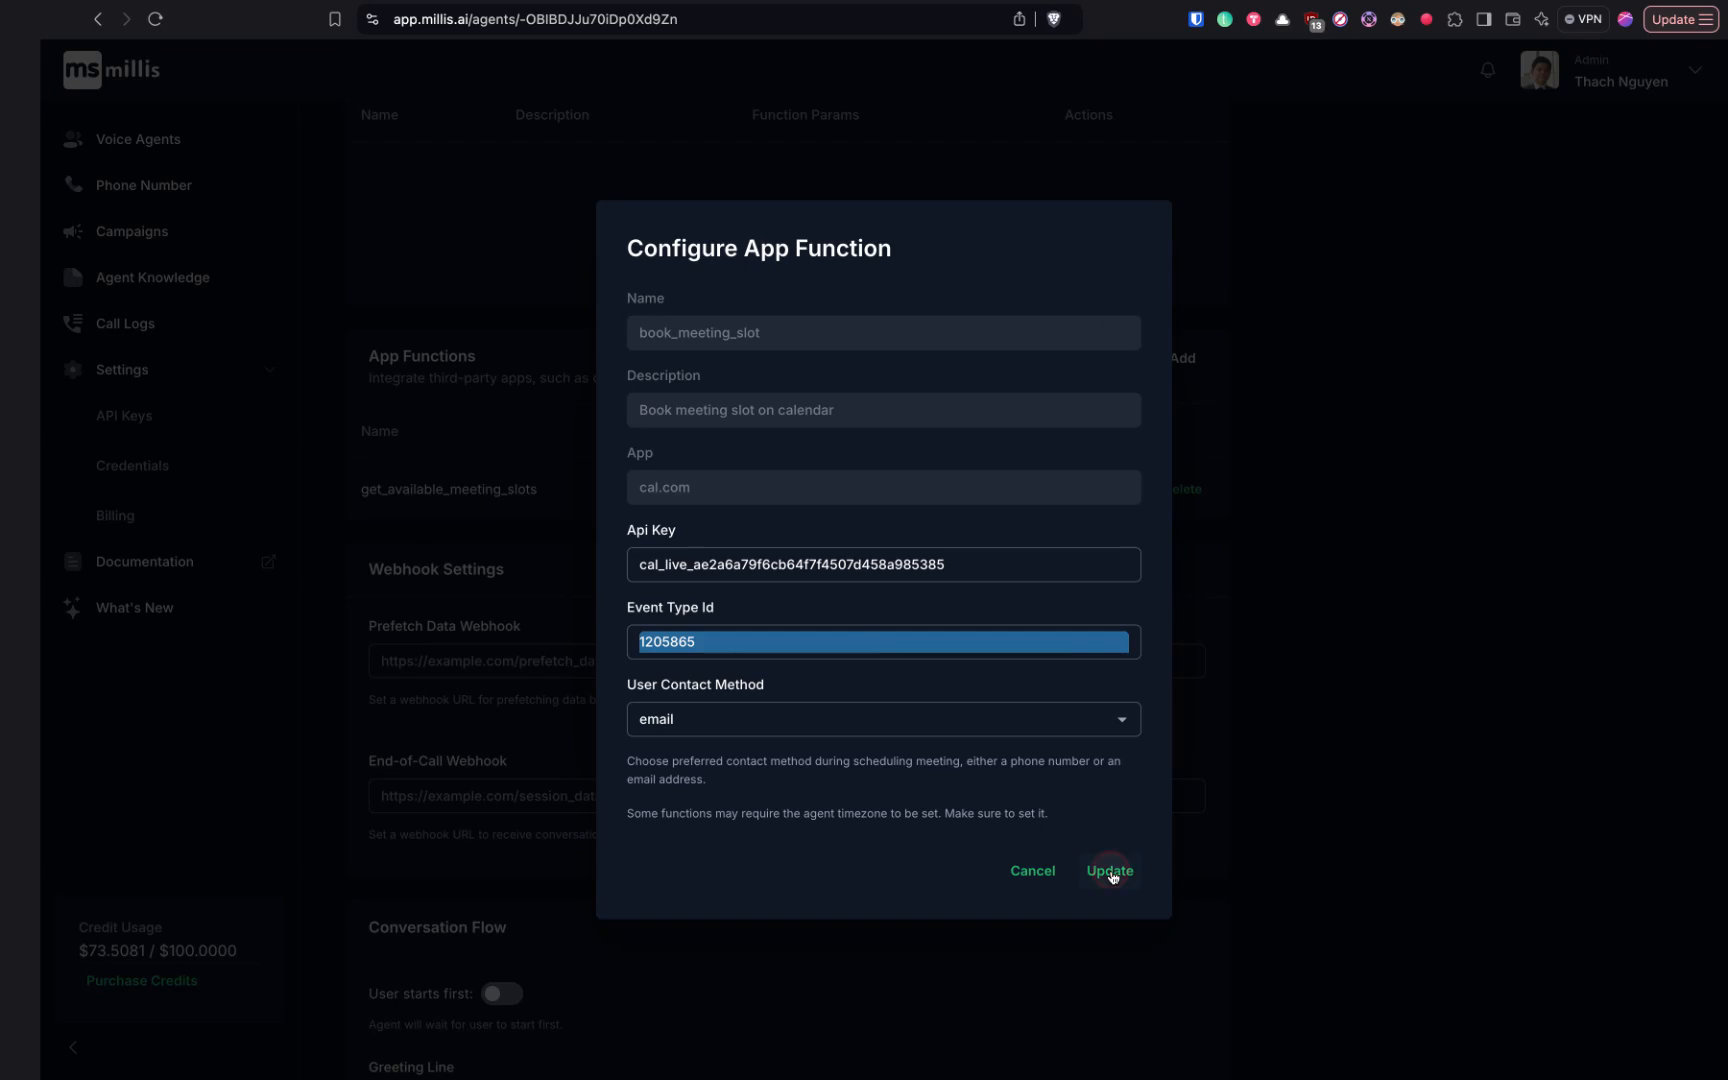 app.millis.ai/agents/-OBIBDJJu70iDp0Xd9Zn
13
VPN
Update
ms millis
Admin
Thach Nguyen
Voice Agents
Phone Number
Campaigns
Agent Knowledge
Call Logs
Settings
API Keys
Credentials
Billing
Documentation
What's New
Credit Usage
$73.5081 / $100.0000
Purchase Credits
Name Description Function Params Actions
App Functions
Add
Integrate third-party apps, such as
Name
get_available_meeting_slots
elete
Webhook Settings
Prefetch Data Webhook
https://example.com/prefetch_da
Set a webhook URL for prefetching data b
End-of-Call Webhook
https://example.com/session_dat
Set a webhook URL to receive conversatio
Conversation Flow
User starts first:
Agent will wait for user to start first.
Greeting Line
Configure App Function
Name
book_meeting_slot
Description
Book meeting slot on calendar
App
cal.com
Api Key
cal_live_ae2a6a79f6cb64f7f4507d458a985385
Event Type Id
1205865
User Contact Method
email
Choose preferred contact method during scheduling meeting, either a phone number or an
email address.
Some functions may require the agent timezone to be set. Make sure to set it.
Cancel
Update